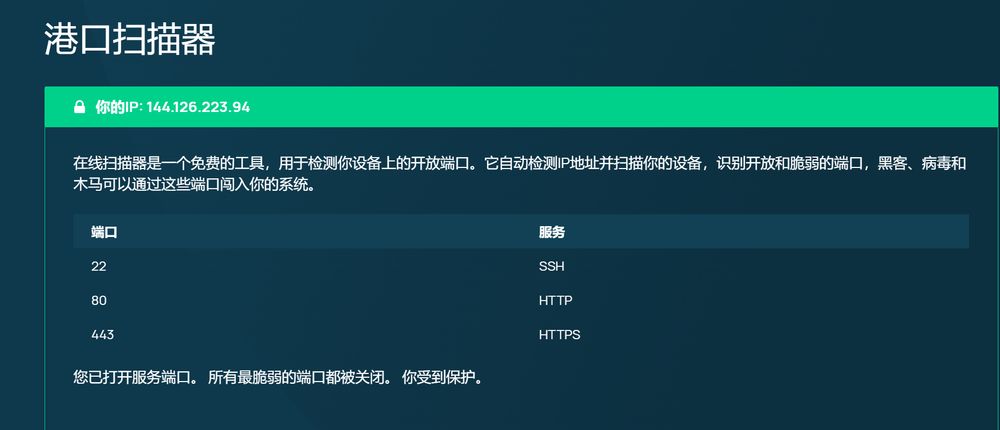 港口扫描器
你的IP: 144.126.223.94
在线扫描器是一个免费的工具，用于检测你设备上的开放端口。它自动检测IP地址并扫描你的设备，识别开放和脆弱的端口，黑客、病毒和
木马可以通过这些端口闯入你的系统。
端口 服务
22 SSH
80 HTTP
443 HTTPS
您已打开服务端口。 所有最脆弱的端口都被关闭。 你受到保护。